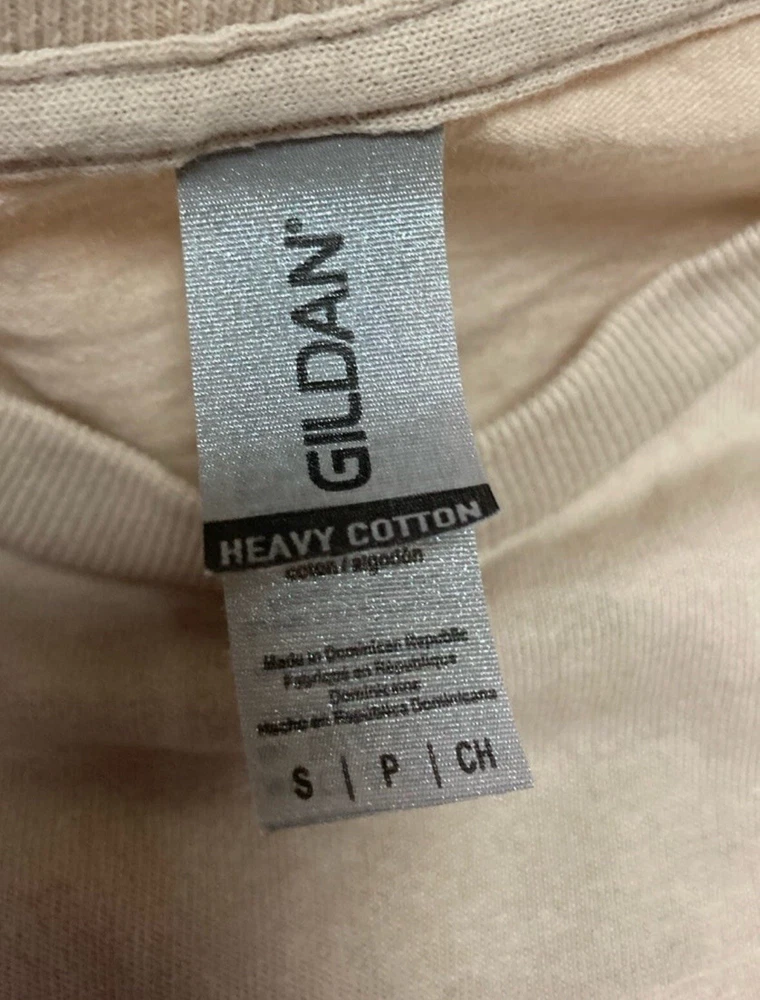 GILDAN®
HEAVY COTTON
coton / algodón
Made in Dominican Republic
Fabriqué en République
Dominicaine
Hecho en República Dominicana
S | P | CH